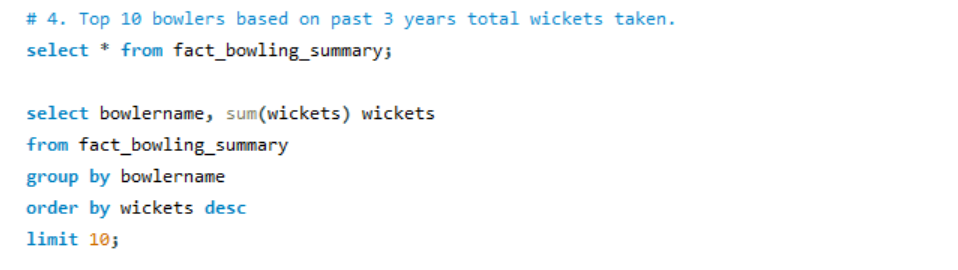 # 4. Top 10 bowlers based on past 3 years total wickets taken.
select * from fact_bowling_summary;
select bowlername, sum(wickets) wickets
from fact_bowling_summary
group by bowlername
order by wickets desc
limit 10;